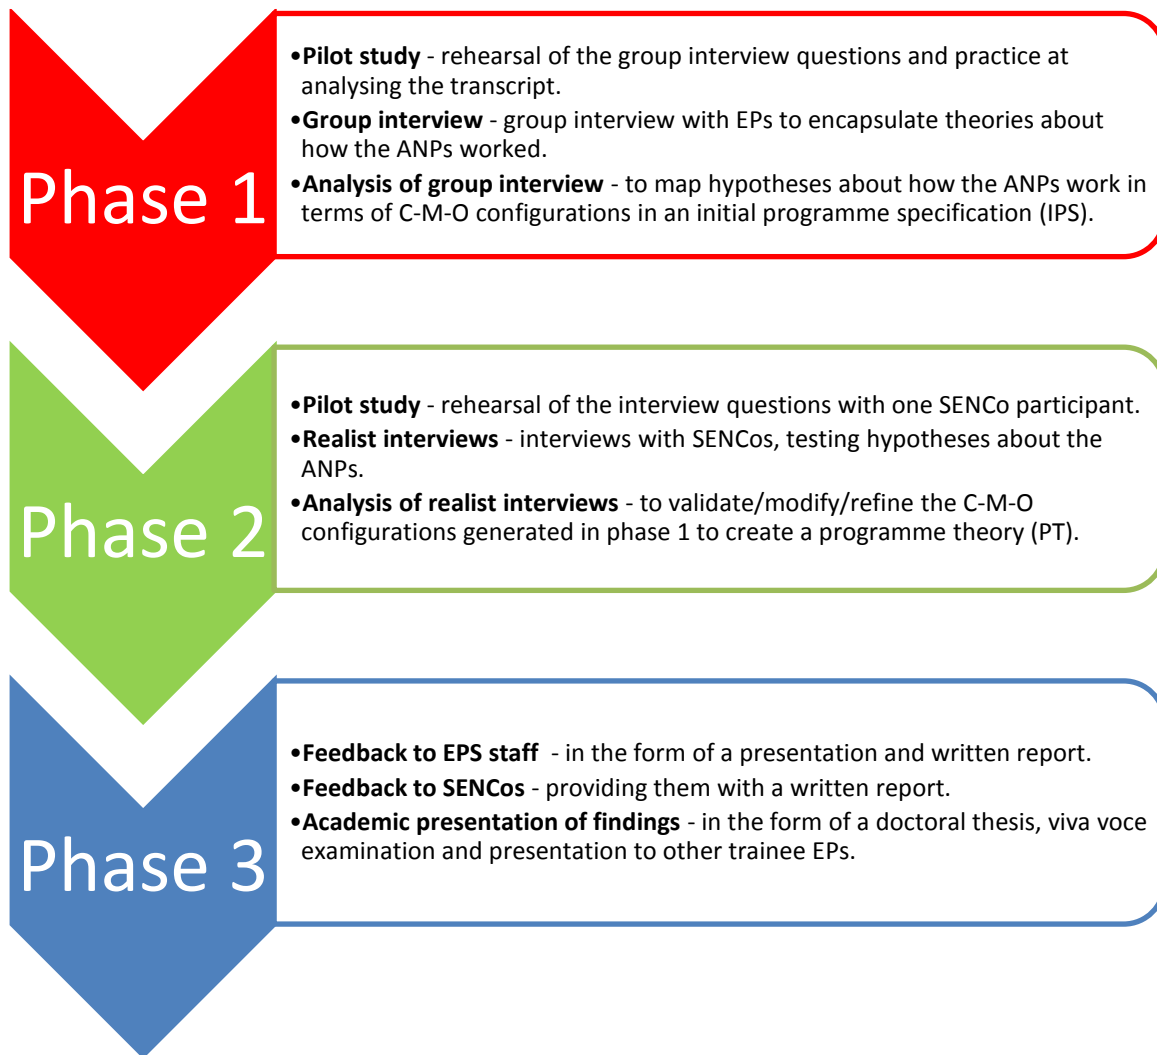 Phase 1
•Pilot study - rehearsal of the group interview questions and practice at
analysing the transcript.
•Group interview - group interview with EPs to encapsulate theories about
how the ANPs worked.
•Analysis of group interview - to map hypotheses about how the ANPs work in
terms of C-M-O configurations in an initial programme specification (IPS).
Phase 2
•Pilot study - rehearsal of the interview questions with one SENCo participant.
•Realist interviews - interviews with SENCos, testing hypotheses about the
ANPs.
•Analysis of realist interviews - to validate/modify/refine the C-M-O
configurations generated in phase 1 to create a programme theory (PT).
Phase 3
•Feedback to EPS staff - in the form of a presentation and written report.
•Feedback to SENCos - providing them with a written report.
•Academic presentation of findings - in the form of a doctoral thesis, viva voce
examination and presentation to other trainee EPs.